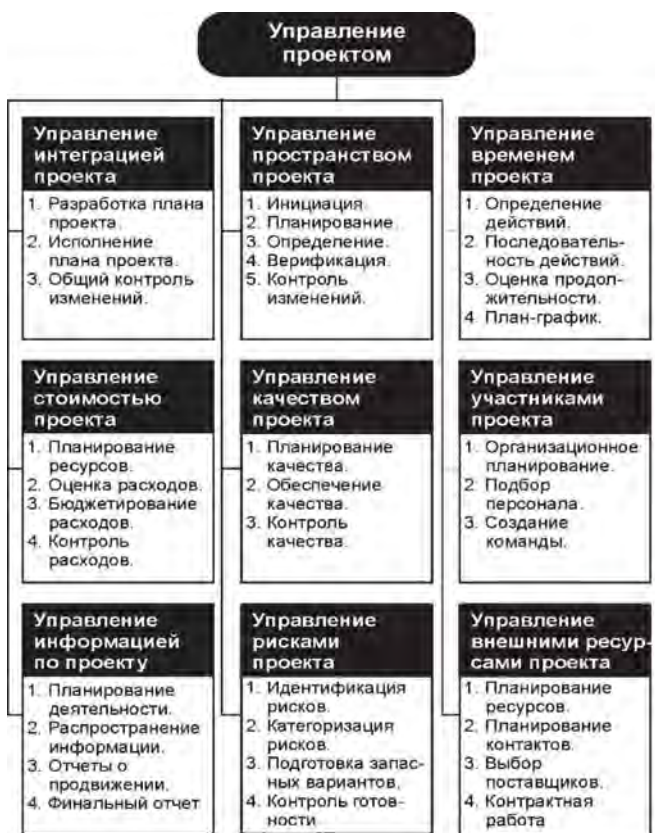 Управление
проектом
Управление
интеграцией
проекта
1. Разработка плана
проекта.
2. Исполнение
плана проекта.
3. Общий контроль
изменений.
Управление
пространством
проекта
1. Инициация.
2. Планирование.
3. Определение.
4. Верификация.
5. Контроль
изменений.
Управление
временем
проекта
1. Определение
действий.
2. Последователь-
ность действий.
3. Оценка продол-
жительности.
4. План-график.
Управление
стоимостью
проекта
1. Планирование
ресурсов.
2. Оценка расходов.
3. Бюджетирование
расходов.
4. Контроль
расходов.
Управление
качеством
проекта
1. Планирование
качества.
2. Обеспечение
качества.
3. Контроль
качества.
Управление
участниками
проекта
1. Организационное
планирование.
2. Подбор
персонала.
3. Создание
команды.
Управление
информацией
по проекту
1. Планирование
деятельности.
2. Распространение
информации.
3. Отчеты о
продвижении.
4. Финальный отчет
Управление
рисками
проекта
1. Идентификация
рисков.
2. Категоризация
рисков.
3. Подготовка запас-
ных вариантов.
4. Контроль готов-
ности
Управление
внешними ресур-
сами проекта
1. Планирование
ресурсов.
2. Планирование
контактов.
3. Выбор
поставщиков.
4. Контрактная
работа